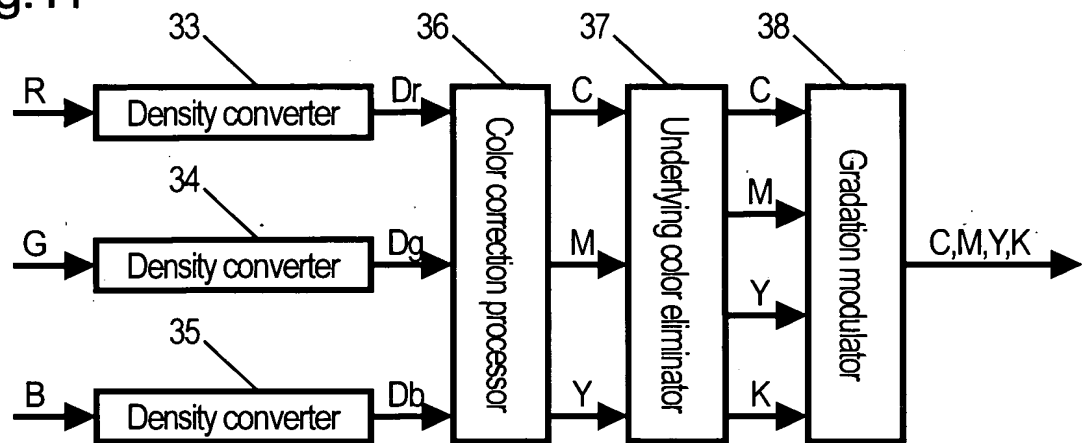 33
34
35
36
37
38
R
Density converter
Dr
G
Density converter
Dg
B
Density converter
Db
Color correction processor
C
M
Y
Underlying color eliminator
C
M
Y
K
Gradation modulator
C,M,Y,K